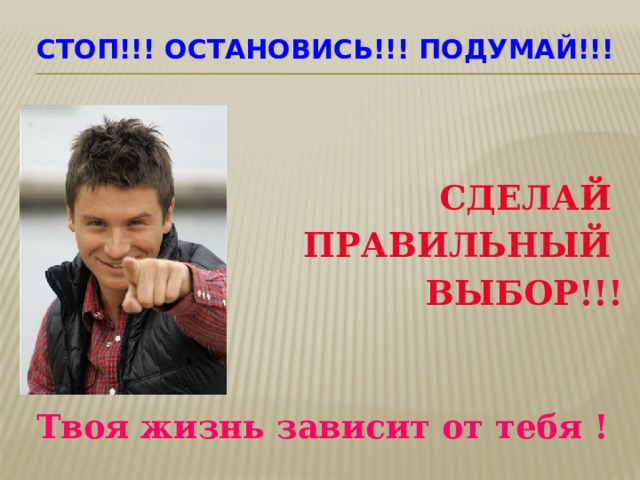 СТОП!!! ОСТАНОВИСЬ!!! ПОДУМАЙ!!!
СДЕЛАЙ
ПРАВИЛЬНЫЙ
ВЫБОР!!!
Твоя жизнь зависит от тебя !